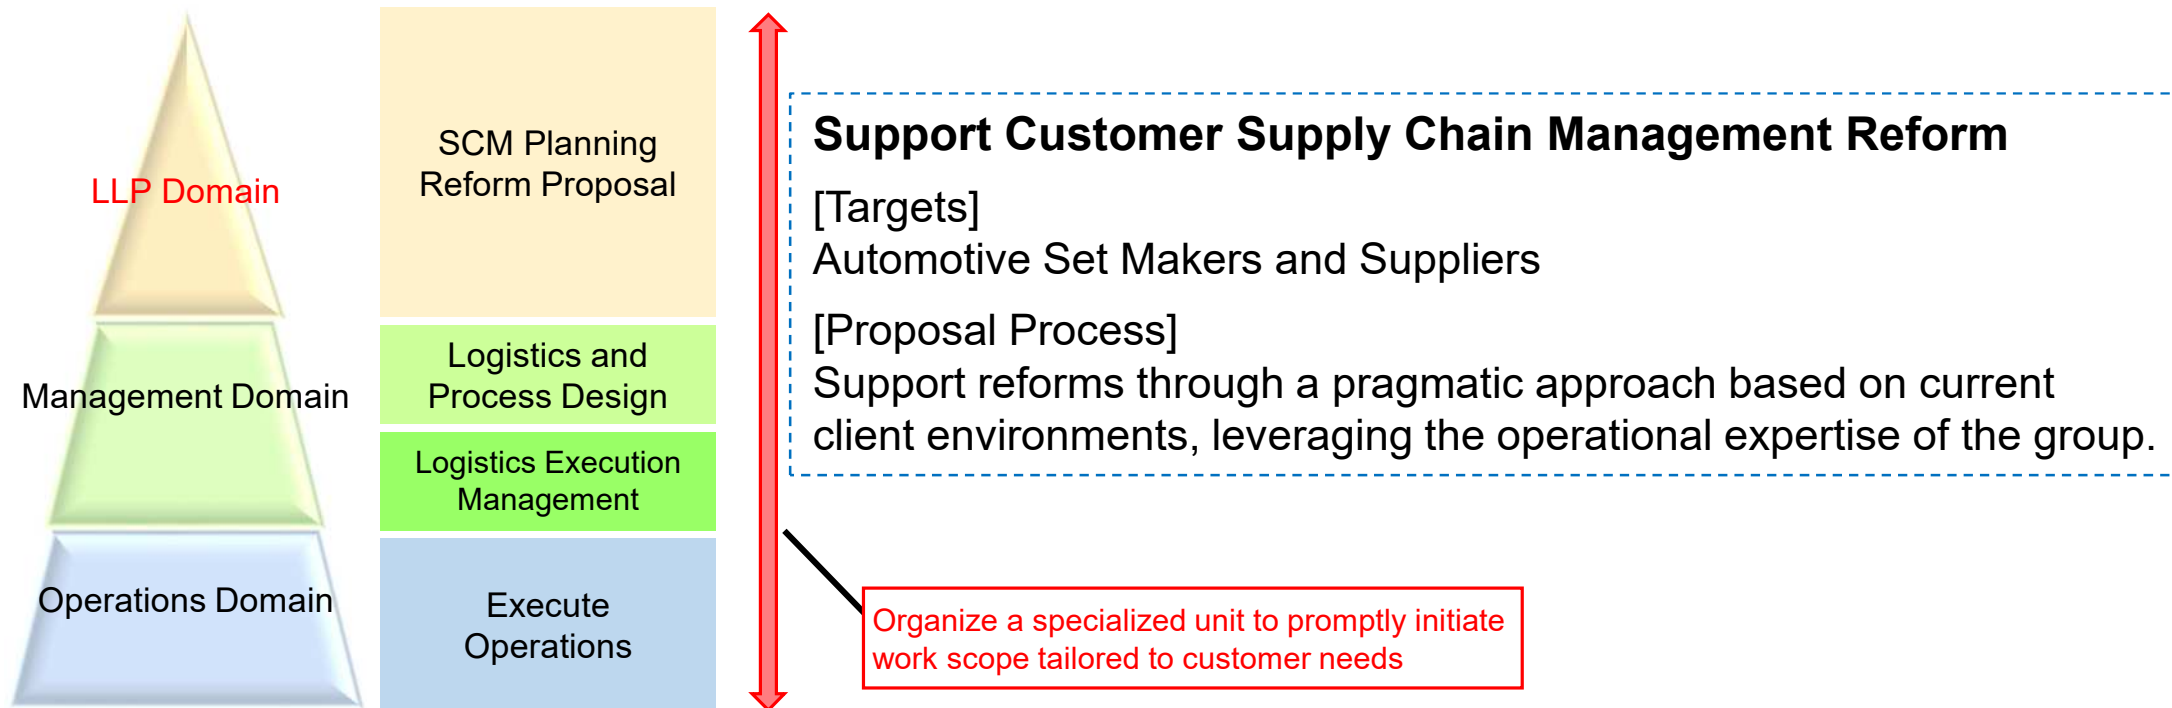 LLP Domain
Management Domain
Operations Domain
SCM Planning
Reform Proposal
Logistics and
Process Design
Logistics Execution
Management
Execute
Operations
Support Customer Supply Chain Management Reform
[Targets]
Automotive Set Makers and Suppliers
[Proposal Process]
Support reforms through a pragmatic approach based on current
client environments, leveraging the operational expertise of the group.
Organize a specialized unit to promptly initiate
work scope tailored to customer needs